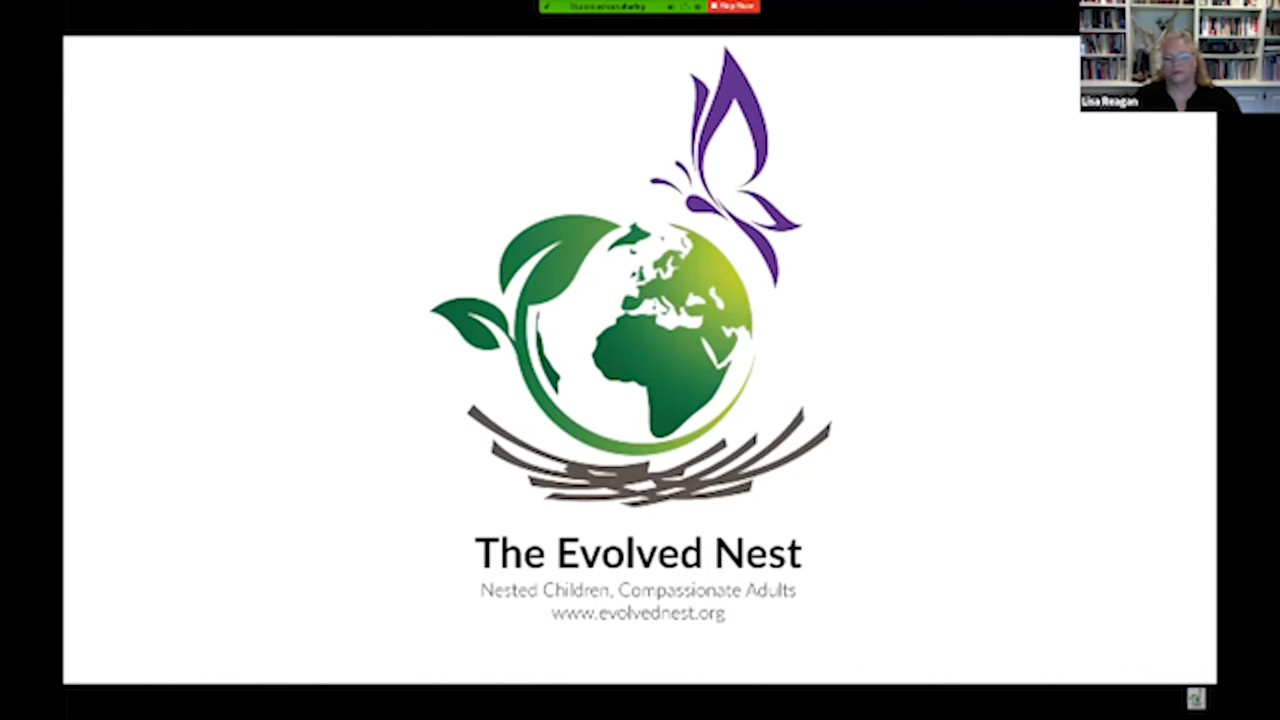 Lisa Reagan
The Evolved Nest
Nested Children, Compassionate Adults
www.evolvednest.org